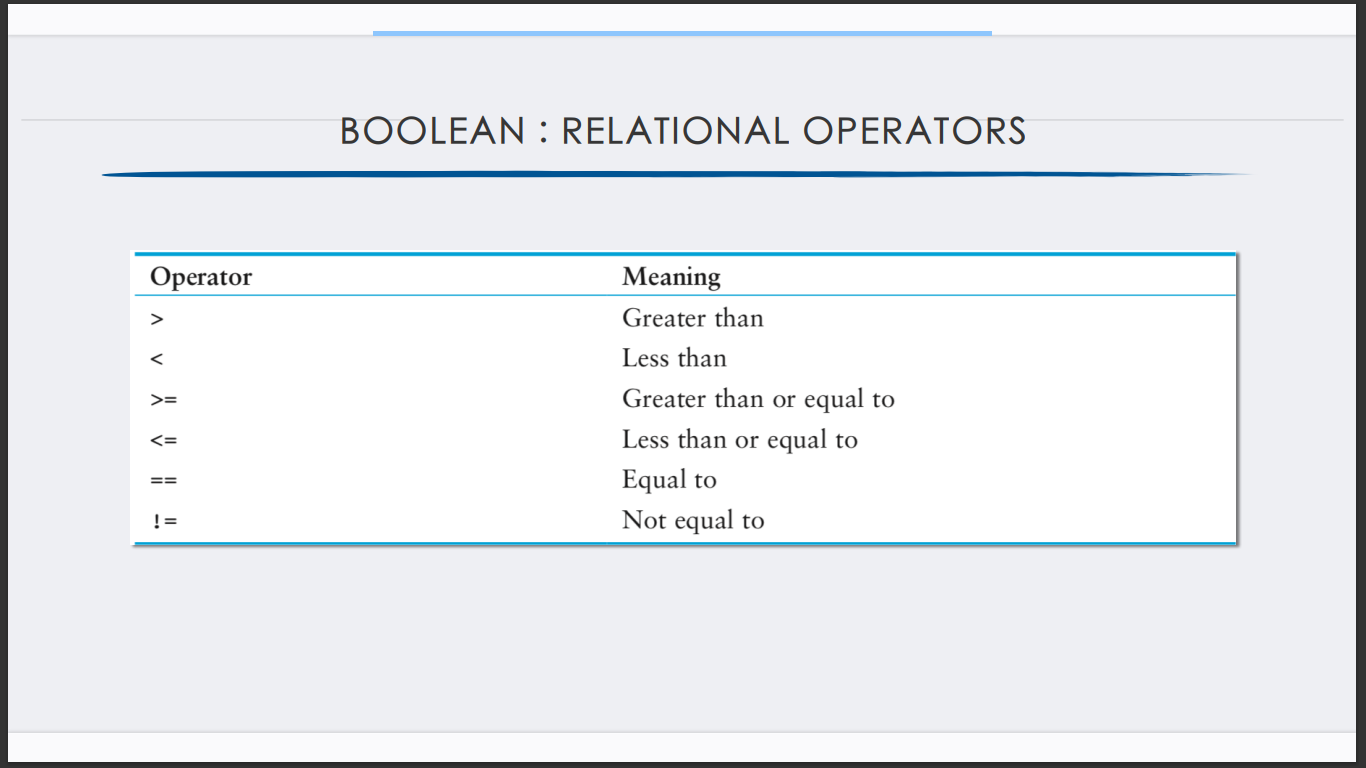 BOOLEAN : RELATIONAL OPERATORS
Operator Meaning
> Greater than
< Less than
>= Greater than or equal to
<= Less than or equal to
== Equal to
!= Not equal to